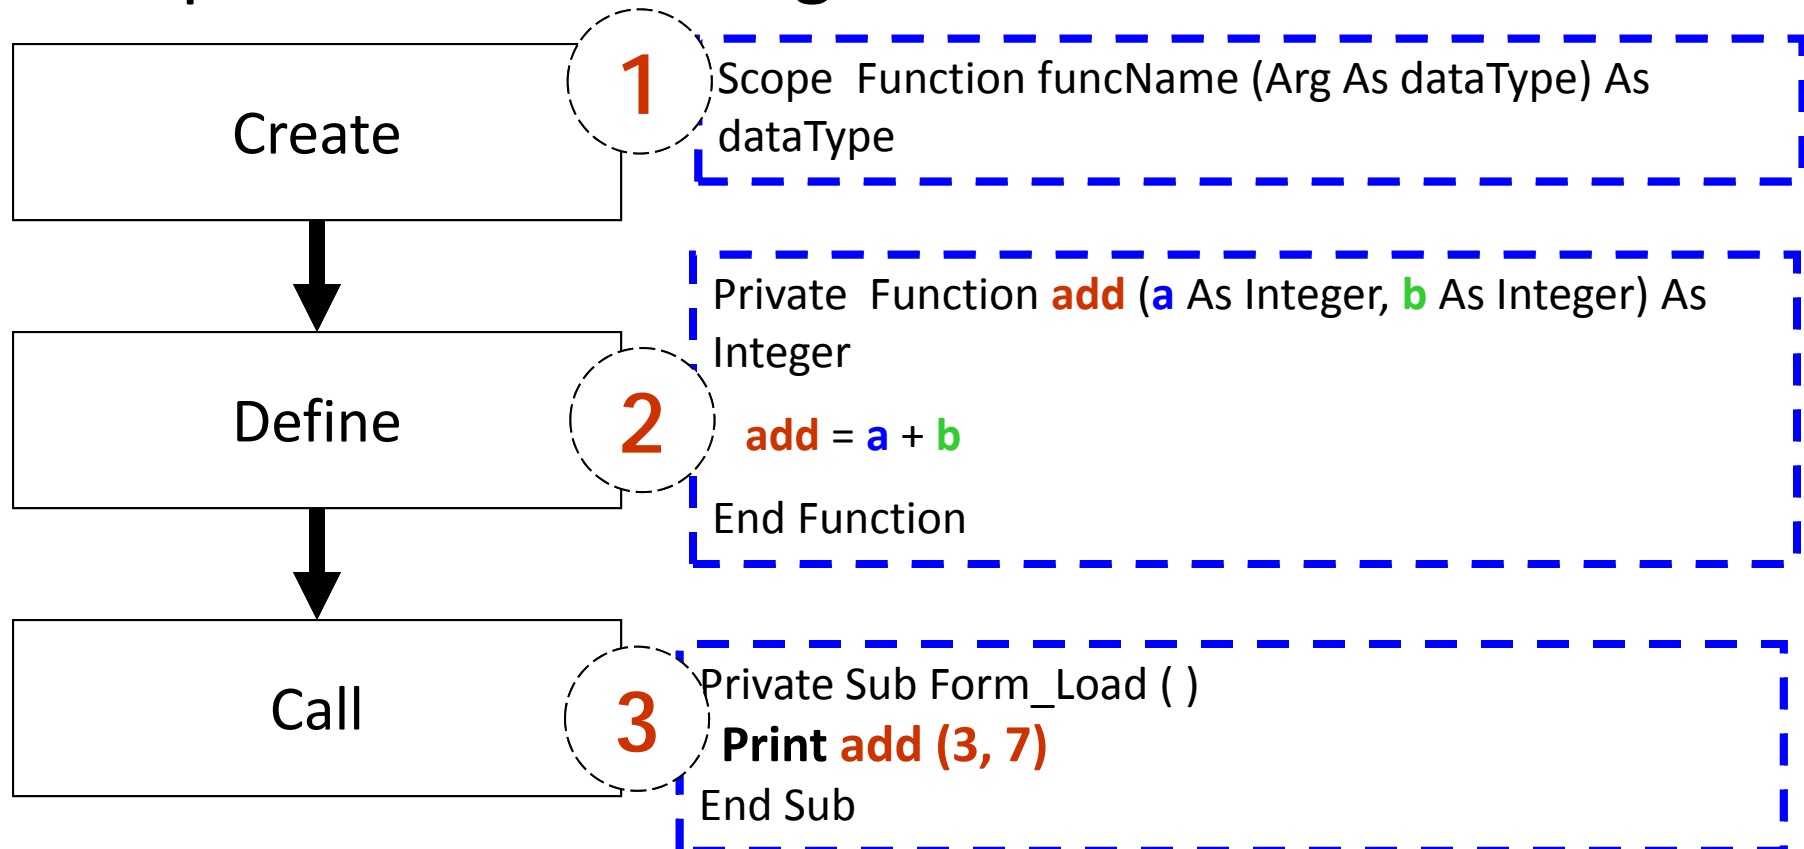 1
Create
Scope Function funcName (Arg As dataType) As
dataType
2
Define
Private Function add (a As Integer, b As Integer) As
Integer
add = a + b
End Function
3
Call
Private Sub Form_Load ( )
Print add (3, 7)
End Sub